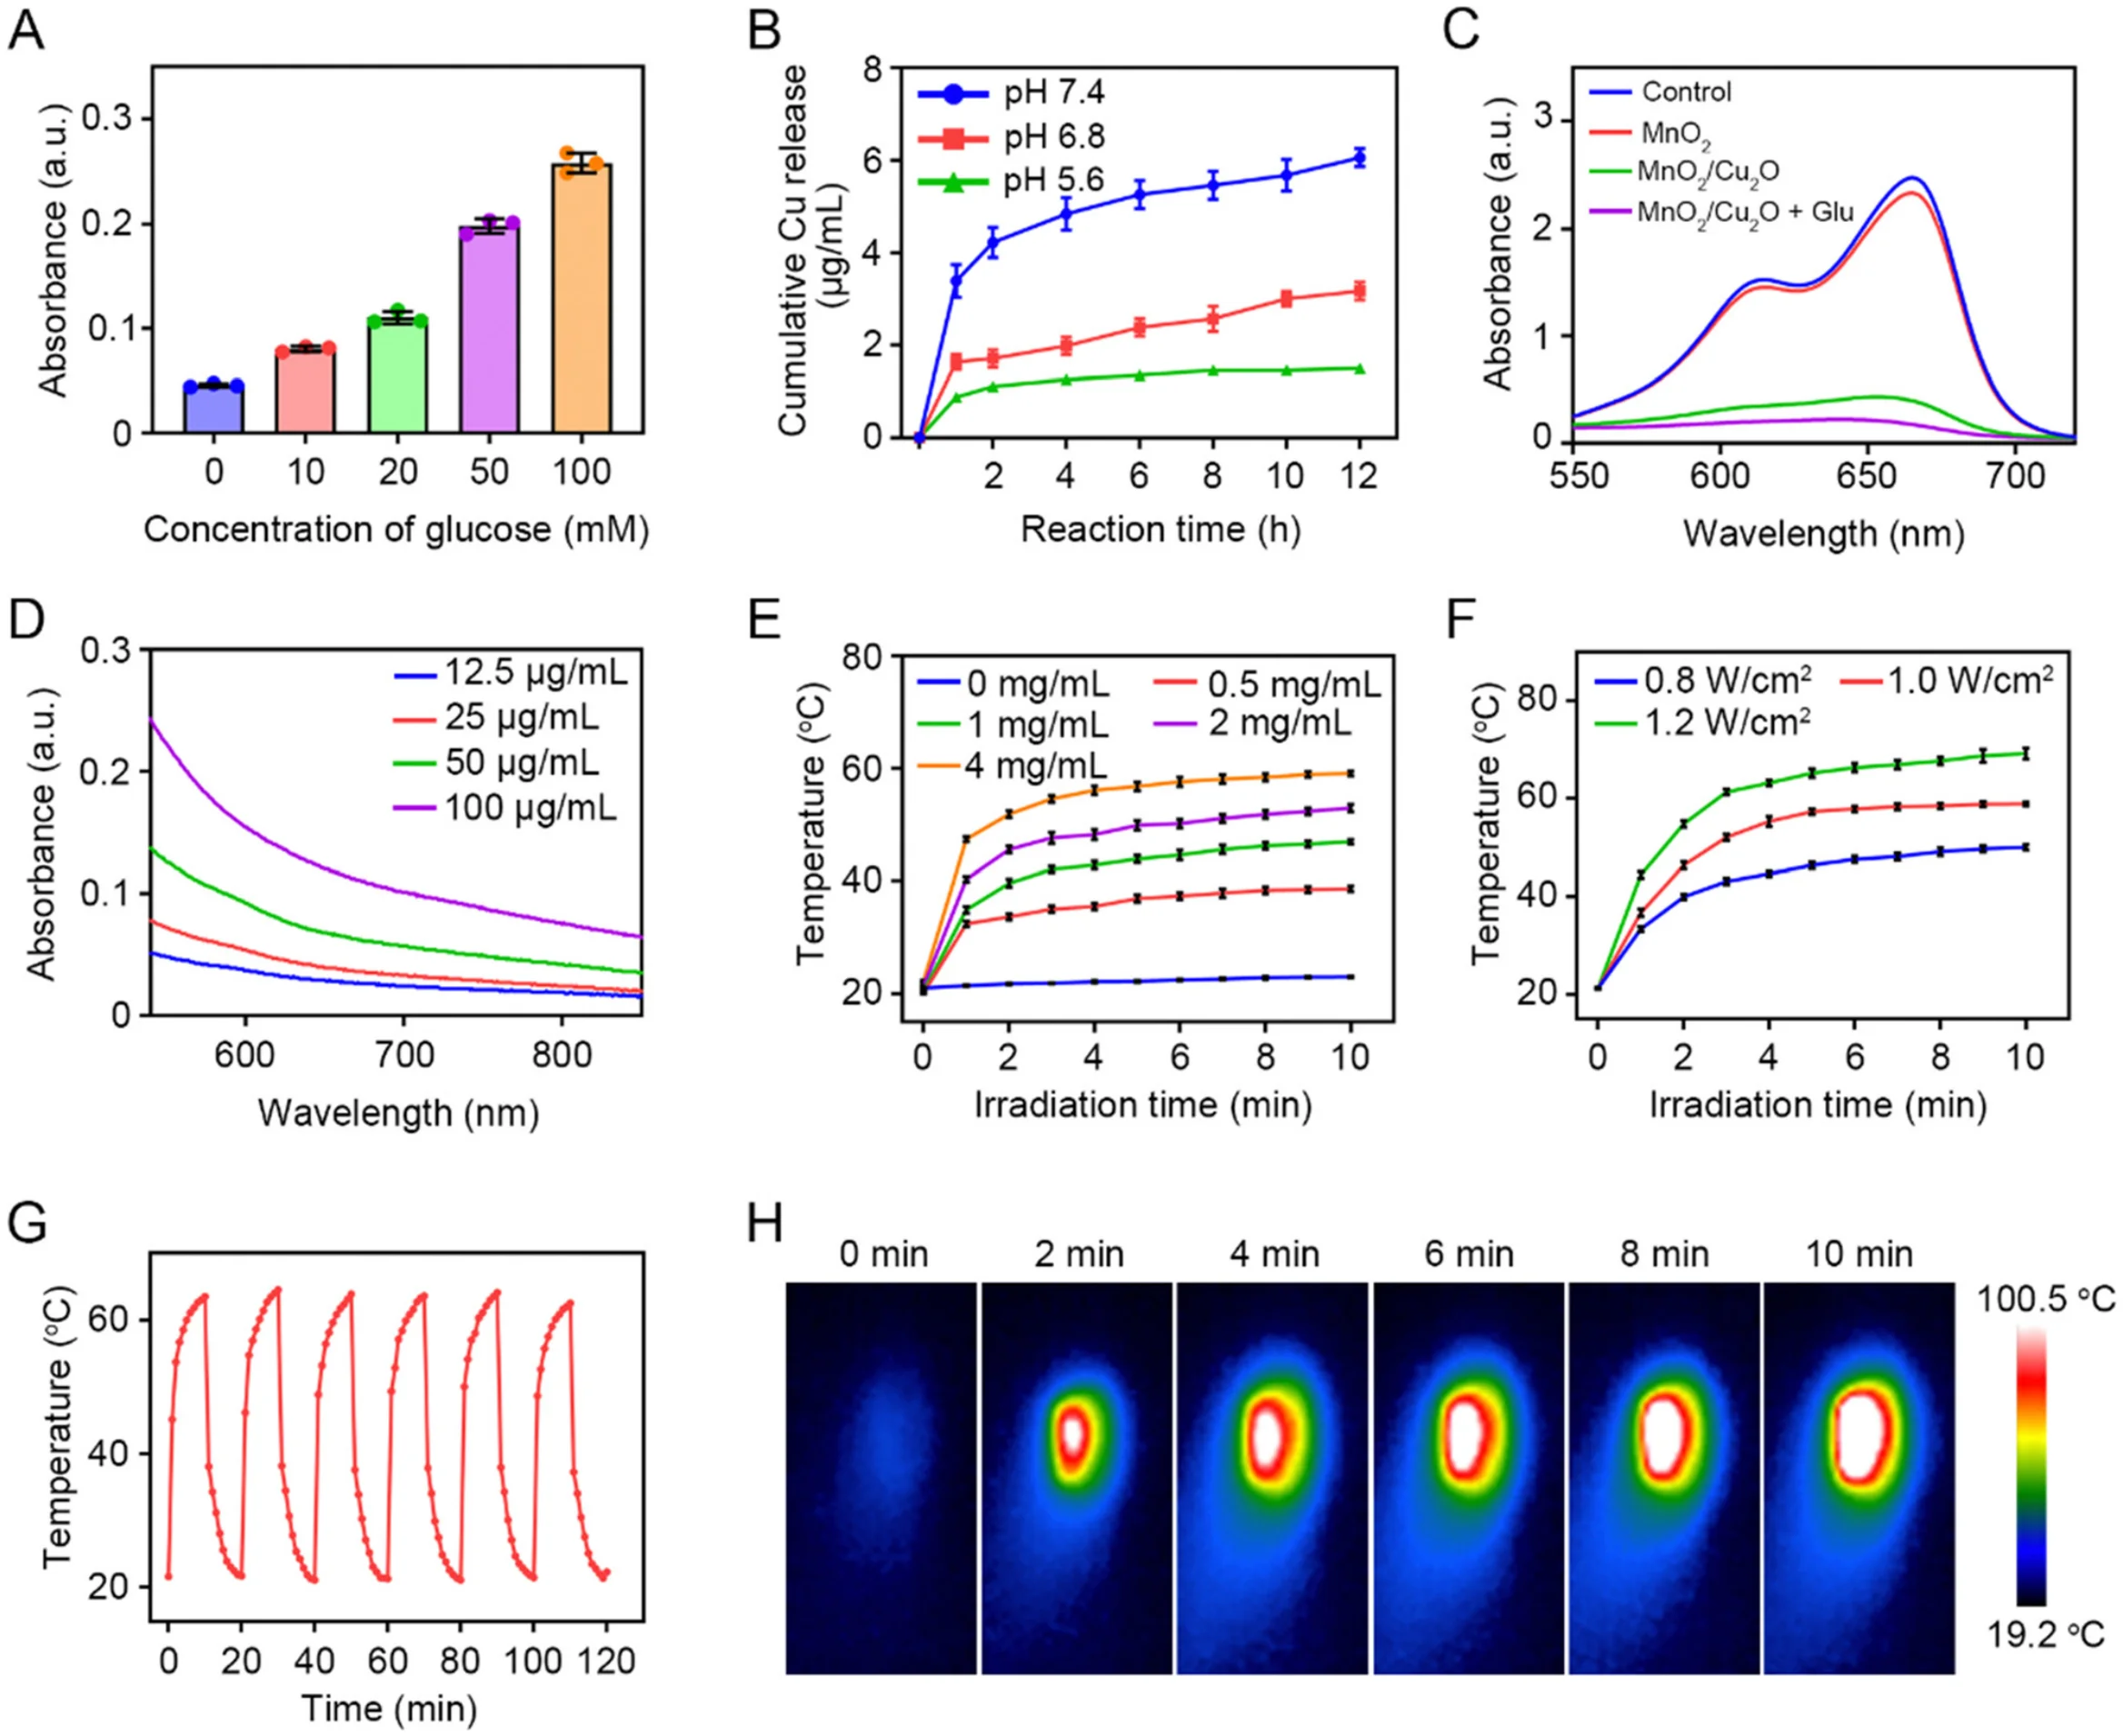 A
Absorbance (a.u.)
0.3
0.2
0.1
0
0 10 20 50 100
Concentration of glucose (mM)
B
Cumulative Cu release
(µg/mL)
8
6
4
2
0
pH 7.4
pH 6.8
pH 5.6
2 4 6 8 10 12
Reaction time (h)
C
Absorbance (a.u.)
3
2
1
0
Control
MnO₂
MnO₂/Cu₂O
MnO₂/Cu₂O + Glu
550 600 650 700
Wavelength (nm)
D
Absorbance (a.u.)
0.3
0.2
0.1
0
12.5 µg/mL
25 µg/mL
50 µg/mL
100 µg/mL
600 700 800
Wavelength (nm)
E
Temperature (°C)
80
60
40
20
0 mg/mL 0.5 mg/mL
1 mg/mL 2 mg/mL
4 mg/mL
0 2 4 6 8 10
Irradiation time (min)
F
Temperature (°C)
80
60
40
20
0.8 W/cm² 1.0 W/cm²
1.2 W/cm²
0 2 4 6 8 10
Irradiation time (min)
G
Temperature (°C)
60
40
20
0 20 40 60 80 100 120
Time (min)
H
0 min 2 min 4 min 6 min 8 min 10 min
100.5 °C
19.2 °C